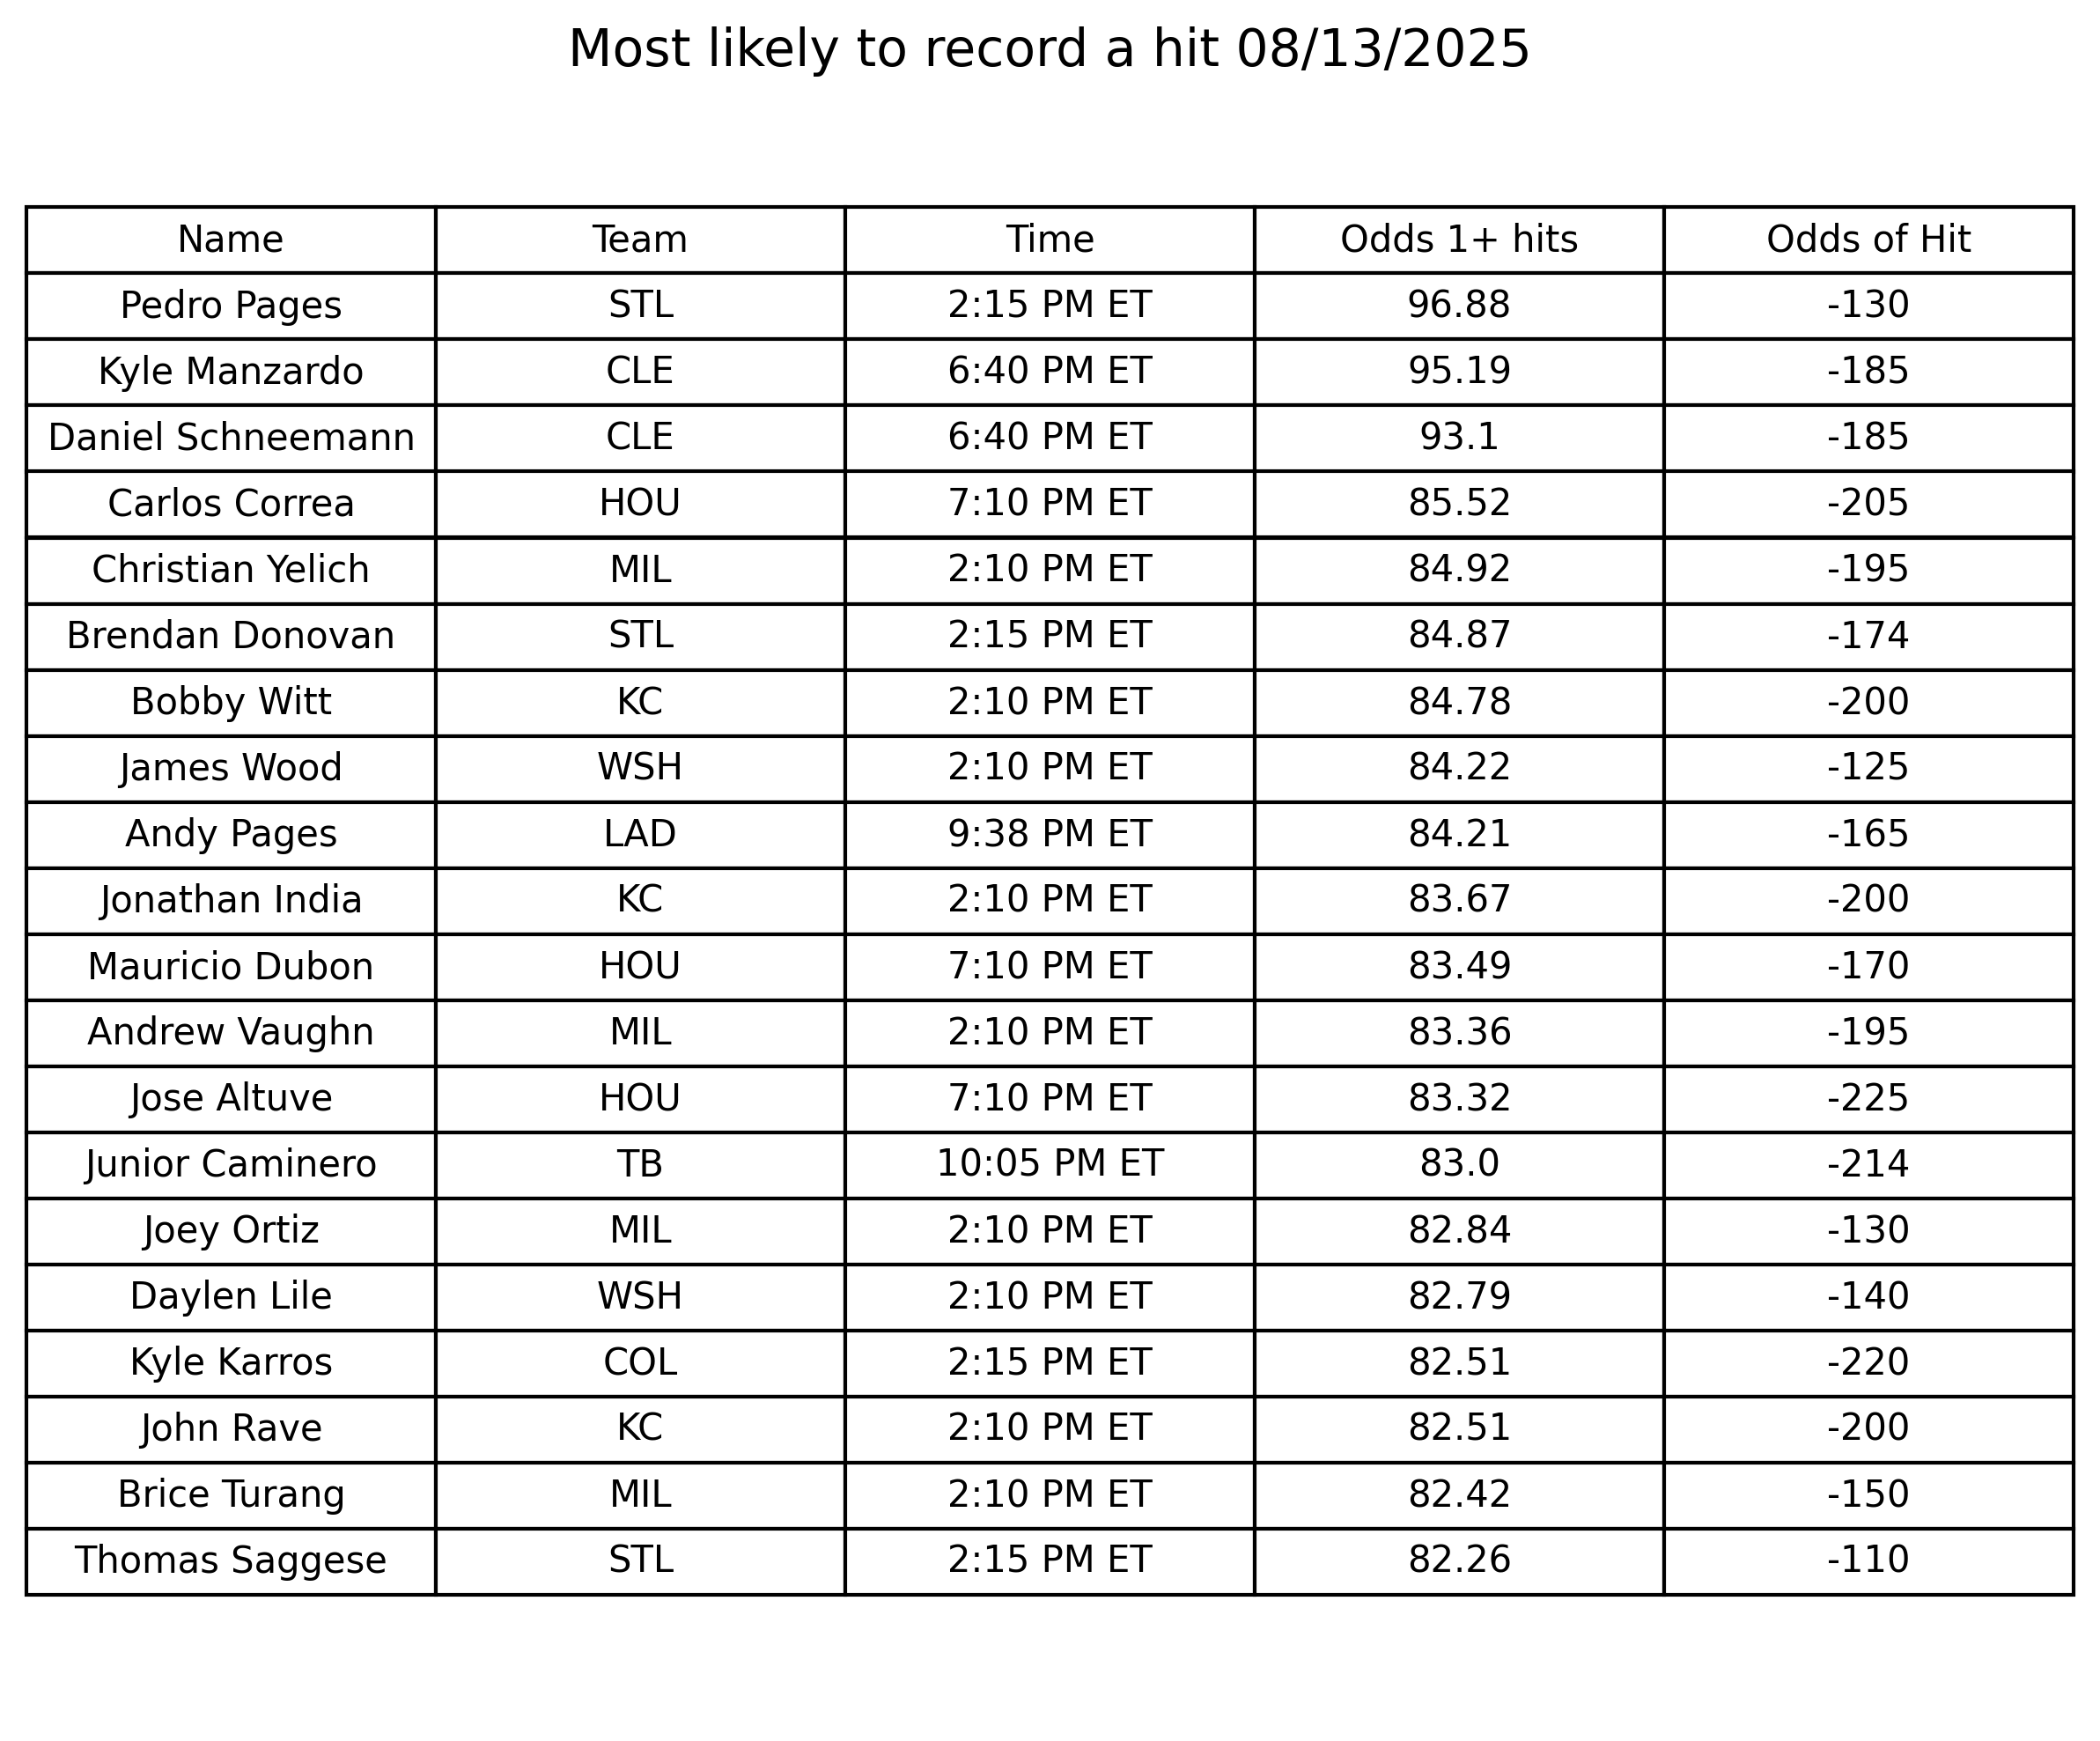 Most likely to record a hit 08/13/2025
Name Team Time Odds 1+ hits Odds of Hit
Pedro Pages STL 2:15 PM ET 96.88 -130
Kyle Manzardo CLE 6:40 PM ET 95.19 -185
Daniel Schneemann CLE 6:40 PM ET 93.1 -185
Carlos Correa HOU 7:10 PM ET 85.52 -205
Christian Yelich MIL 2:10 PM ET 84.92 -195
Brendan Donovan STL 2:15 PM ET 84.87 -174
Bobby Witt KC 2:10 PM ET 84.78 -200
James Wood WSH 2:10 PM ET 84.22 -125
Andy Pages LAD 9:38 PM ET 84.21 -165
Jonathan India KC 2:10 PM ET 83.67 -200
Mauricio Dubon HOU 7:10 PM ET 83.49 -170
Andrew Vaughn MIL 2:10 PM ET 83.36 -195
Jose Altuve HOU 7:10 PM ET 83.32 -225
Junior Caminero TB 10:05 PM ET 83.0 -214
Joey Ortiz MIL 2:10 PM ET 82.84 -130
Daylen Lile WSH 2:10 PM ET 82.79 -140
Kyle Karros COL 2:15 PM ET 82.51 -220
John Rave KC 2:10 PM ET 82.51 -200
Brice Turang MIL 2:10 PM ET 82.42 -150
Thomas Saggese STL 2:15 PM ET 82.26 -110